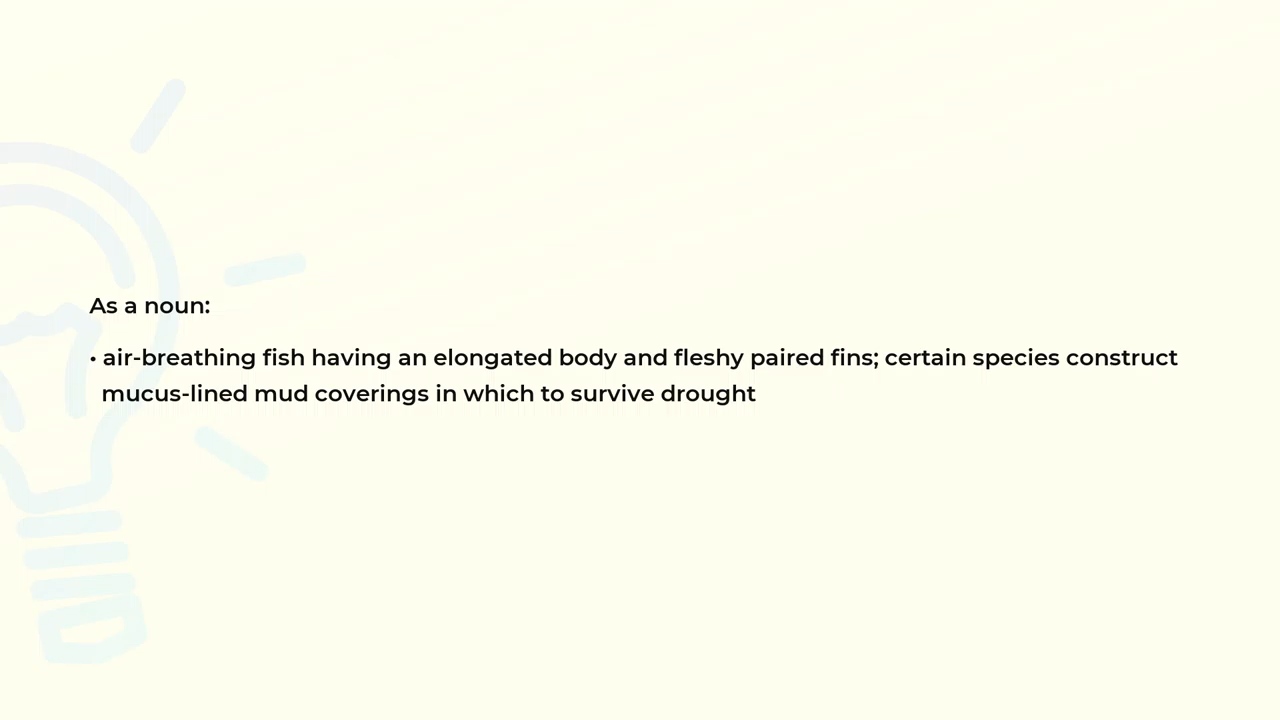 As a noun:
• air-breathing fish having an elongated body and fleshy paired fins; certain species construct
mucus-lined mud coverings in which to survive drought